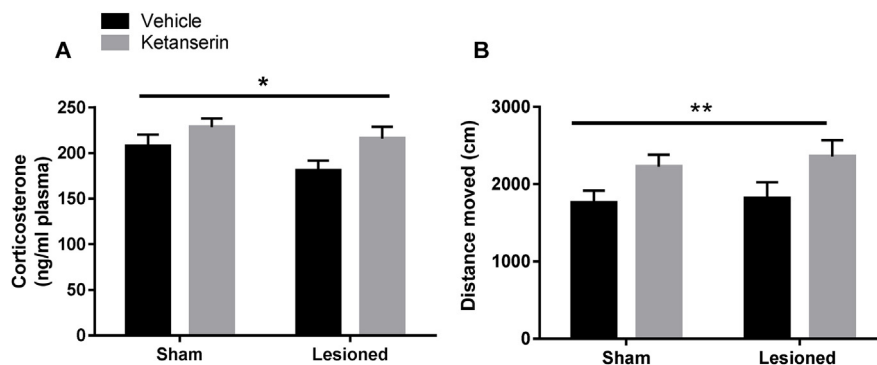 Vehicle
Ketanserin
A
*
Corticosterone
(ng/ml plasma)
250
200
150
100
50
0
Sham
Lesioned
B
**
Distance moved (cm)
3000
2000
1000
0
Sham
Lesioned